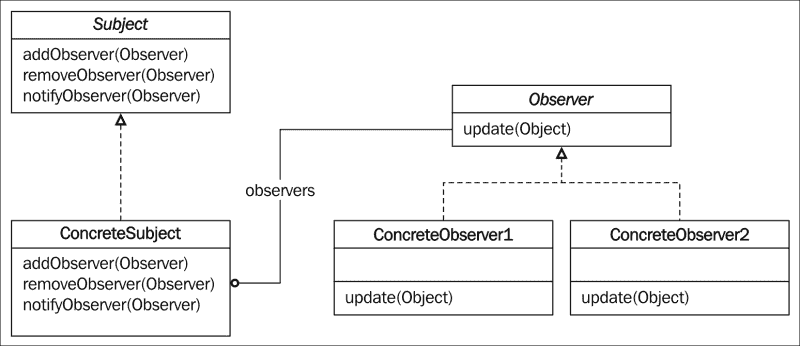 Subject
addObserver(Observer)
removeObserver(Observer)
notifyObserver(Observer)
Observer
update(Object)
observers
ConcreteSubject
addObserver(Observer)
removeObserver(Observer)
notifyObserver(Observer)
ConcreteObserver1
update(Object)
ConcreteObserver2
update(Object)